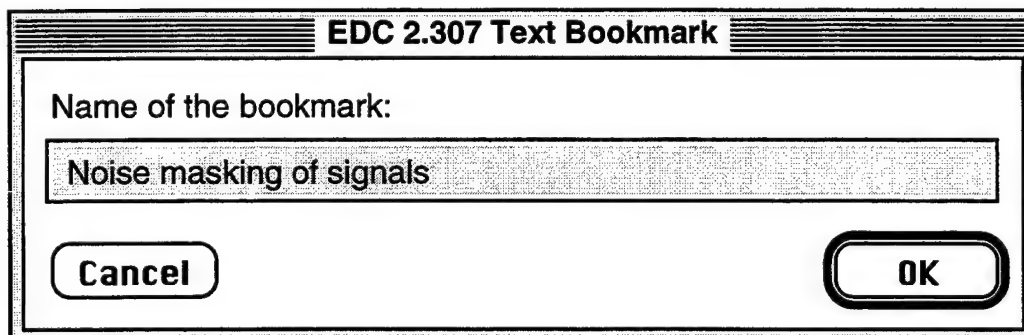 EDC 2.307 Text Bookmark
Name of the bookmark:
Noise masking of signals
Cancel
OK